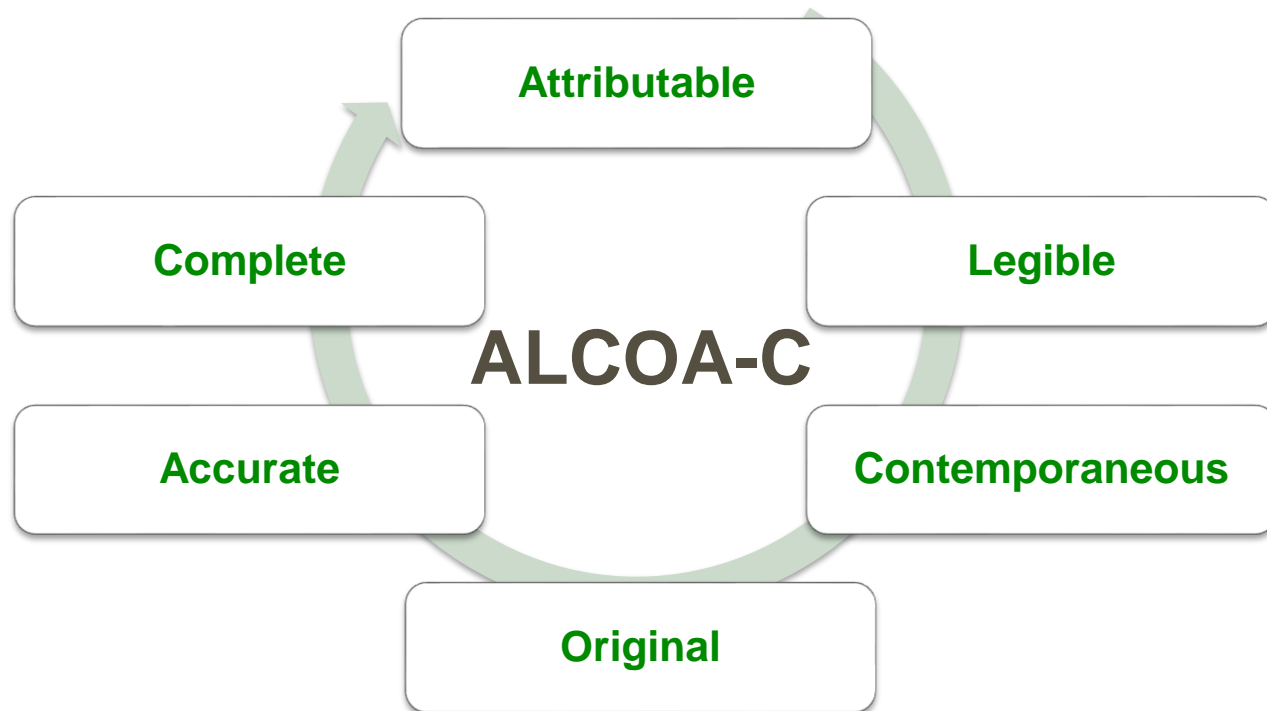 Attributable
Complete
Legible
ALCOA-C
Accurate
Contemporaneous
Original